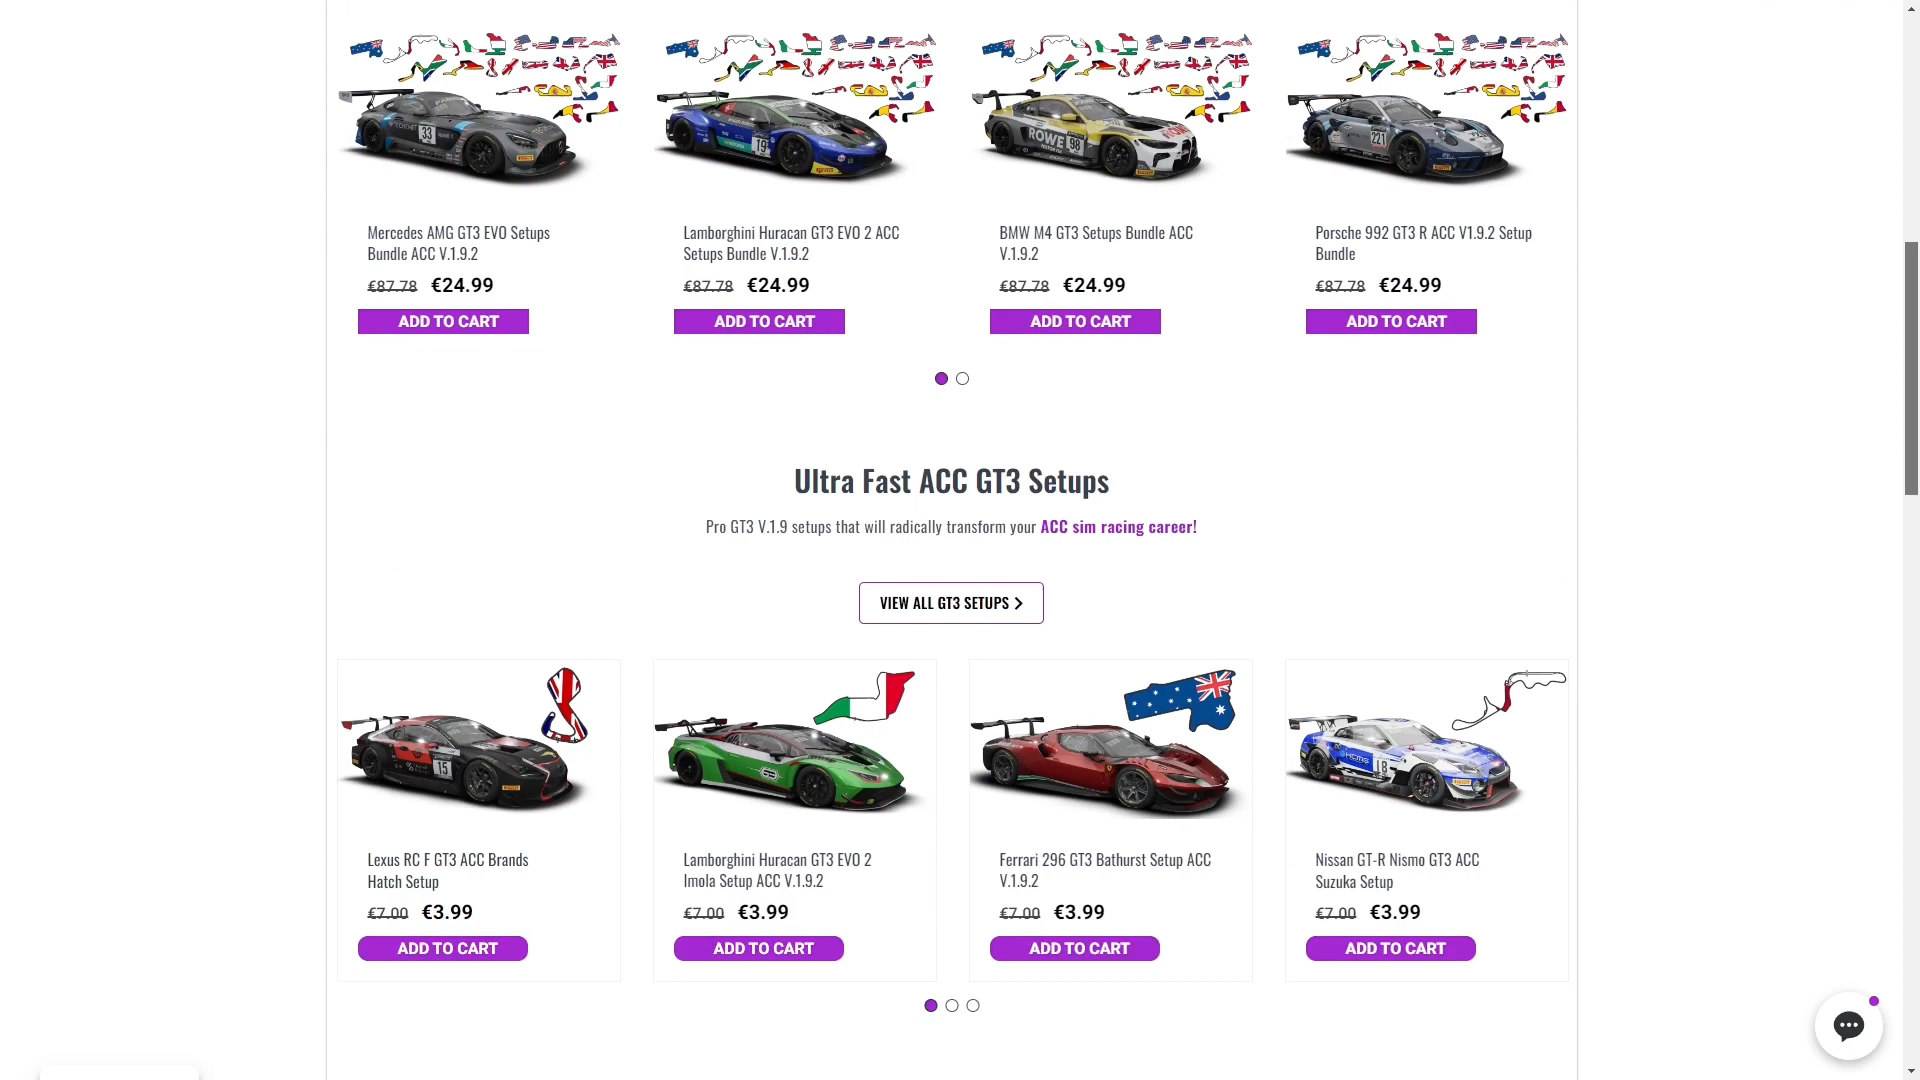 Mercedes AMG GT3 EVO Setups
Bundle ACC V.1.9.2
€87.78 €24.99
ADD TO CART
Lamborghini Huracan GT3 EVO 2 ACC
Setups Bundle V.1.9.2
€87.78 €24.99
ADD TO CART
BMW M4 GT3 Setups Bundle ACC
V.1.9.2
€87.78 €24.99
ADD TO CART
Porsche 992 GT3 R ACC V1.9.2 Setup
Bundle
€87.78 €24.99
ADD TO CART
33
19
ROWE
98
221
Ultra Fast ACC GT3 Setups
Pro GT3 V.1.9 setups that will radically transform your ACC sim racing career!
VIEW ALL GT3 SETUPS
15
63
18
Lexus RC F GT3 ACC Brands
Hatch Setup
€7.00 €3.99
ADD TO CART
Lamborghini Huracan GT3 EVO 2
Imola Setup ACC V.1.9.2
€7.00 €3.99
ADD TO CART
Ferrari 296 GT3 Bathurst Setup ACC
V.1.9.2
€7.00 €3.99
ADD TO CART
Nissan GT-R Nismo GT3 ACC
Suzuka Setup
€7.00 €3.99
ADD TO CART